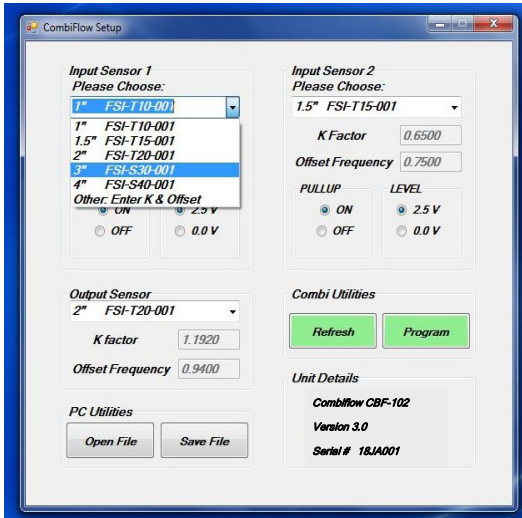 CombiFlow Setup
Input Sensor 1
Please Choose:
1" FSI-T10-001
1" FSI-T10-001
1.5" FSI-T15-001
2" FSI-T20-001
3" FSI-S30-001
4" FSI-S40-001
Other: Enter K & Offset
ON 2.5 V
OFF 0.0 V
Input Sensor 2
Please Choose:
1.5" FSI-T15-001
K Factor 0.6500
Offset Frequency 0.7500
PULLUP LEVEL
ON 2.5 V
OFF 0.0 V
Output Sensor
2" FSI-T20-001
K factor 1.1920
Offset Frequency 0.9400
Combi Utilities
Refresh Program
PC Utilities
Open File Save File
Unit Details
Combiflow CBF-102
Version 3.0
Serial # 18JA001